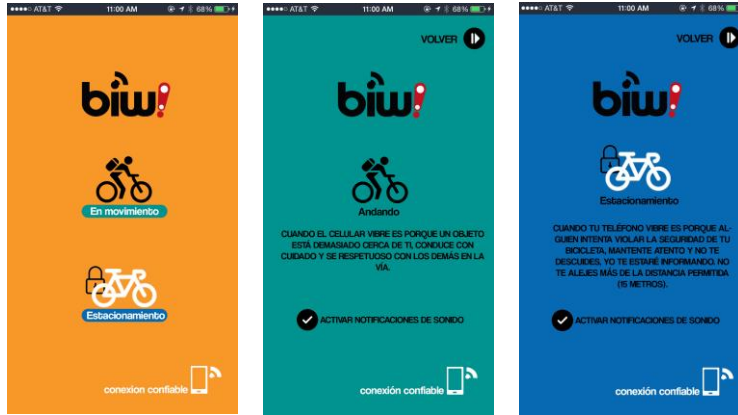 AT&T 11:00 AM 68%
biw!
En movimiento
Estacionamiento
conexion confiable
AT&T 11:00 AM 68%
VOLVER
biw!
Andando
CUANDO EL CELULAR VIBRE ES PORQUE UN OBJETO
ESTÁ DEMASIADO CERCA DE TI, CONDUCE CON
CUIDADO Y SE RESPETUOSO CON LOS DEMÁS EN LA
VÍA.
ACTIVAR NOTIFICACIONES DE SONIDO
conexión confiable
AT&T 11:00 AM 68%
VOLVER
biw!
Estacionamiento
CUANDO TU TELÉFONO VIBRE ES PORQUE AL-
GUIEN INTENTA VIOLAR LA SEGURIDAD DE TU
BICICLETA, MANTENTE ATENTO Y NO TE
DESCUIDES. YO TE ESTARÉ INFORMANDO. NO
TE ALEJES MÁS DE LA DISTANCIA PERMITIDA
(15 METROS).
ACTIVAR NOTIFICACIONES DE SONIDO
conexión confiable